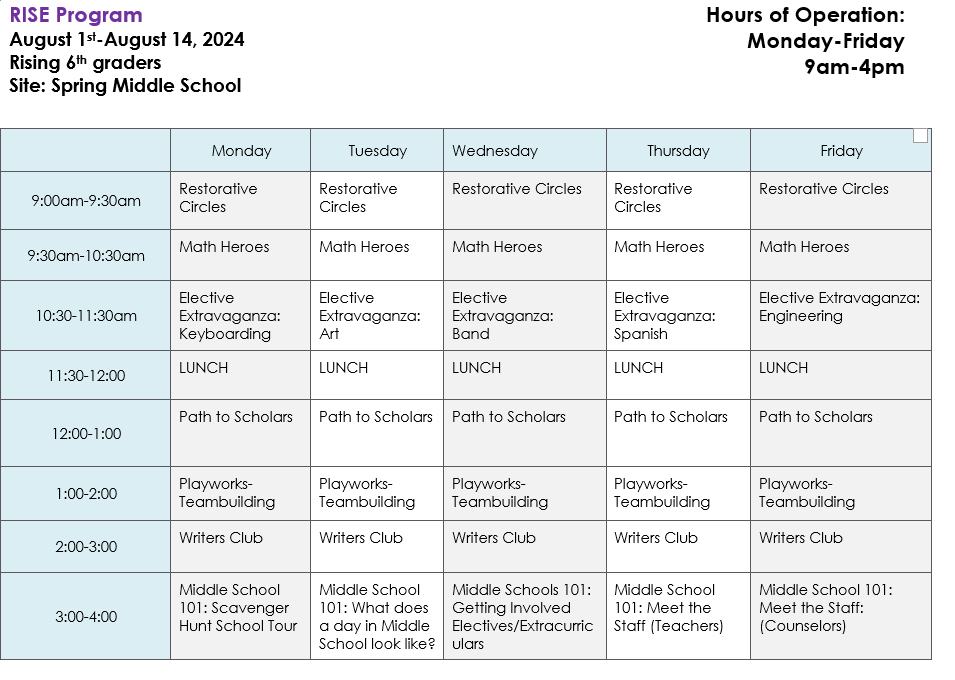 RISE Program
August 1st-August 14, 2024
Rising 6th graders
Site: Spring Middle School
Hours of Operation:
Monday-Friday
9am-4pm
Monday Tuesday Wednesday Thursday Friday
9:00am-9:30am
Restorative
Circles
Restorative
Circles
Restorative Circles
Restorative
Circles
Restorative Circles
9:30am-10:30am
Math Heroes
Math Heroes
Math Heroes
Math Heroes
Math Heroes
10:30-11:30am
Elective
Extravaganza:
Keyboarding
Elective
Extravaganza:
Art
Elective
Extravaganza:
Band
Elective
Extravaganza:
Spanish
Elective Extravaganza:
Engineering
11:30-12:00
LUNCH
LUNCH
LUNCH
LUNCH
LUNCH
12:00-1:00
Path to Scholars
Path to Scholars
Path to Scholars
Path to Scholars
Path to Scholars
1:00-2:00
Playworks-
Teambuilding
Playworks-
Teambuilding
Playworks-
Teambuilding
Playworks-
Teambuilding
Playworks-
Teambuilding
2:00-3:00
Writers Club
Writers Club
Writers Club
Writers Club
Writers Club
3:00-4:00
Middle School
101: Scavenger
Hunt School Tour
Middle School
101: What does
a day in Middle
School look like?
Middle Schools 101:
Getting Involved
Electives/Extracurric
ulars
Middle School
101: Meet the
Staff (Teachers)
Middle School 101:
Meet the Staff:
(Counselors)